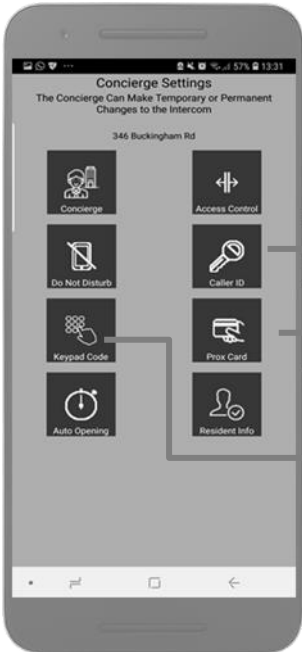 57% 13:31
Concierge Settings
The Concierge Can Make Temporary or Permanent
Changes to the Intercom
346 Buckingham Rd
Concierge
Access Control
Do Not Disturb
Caller ID
Keypad Code
Prox Card
Auto Opening
Resident Info